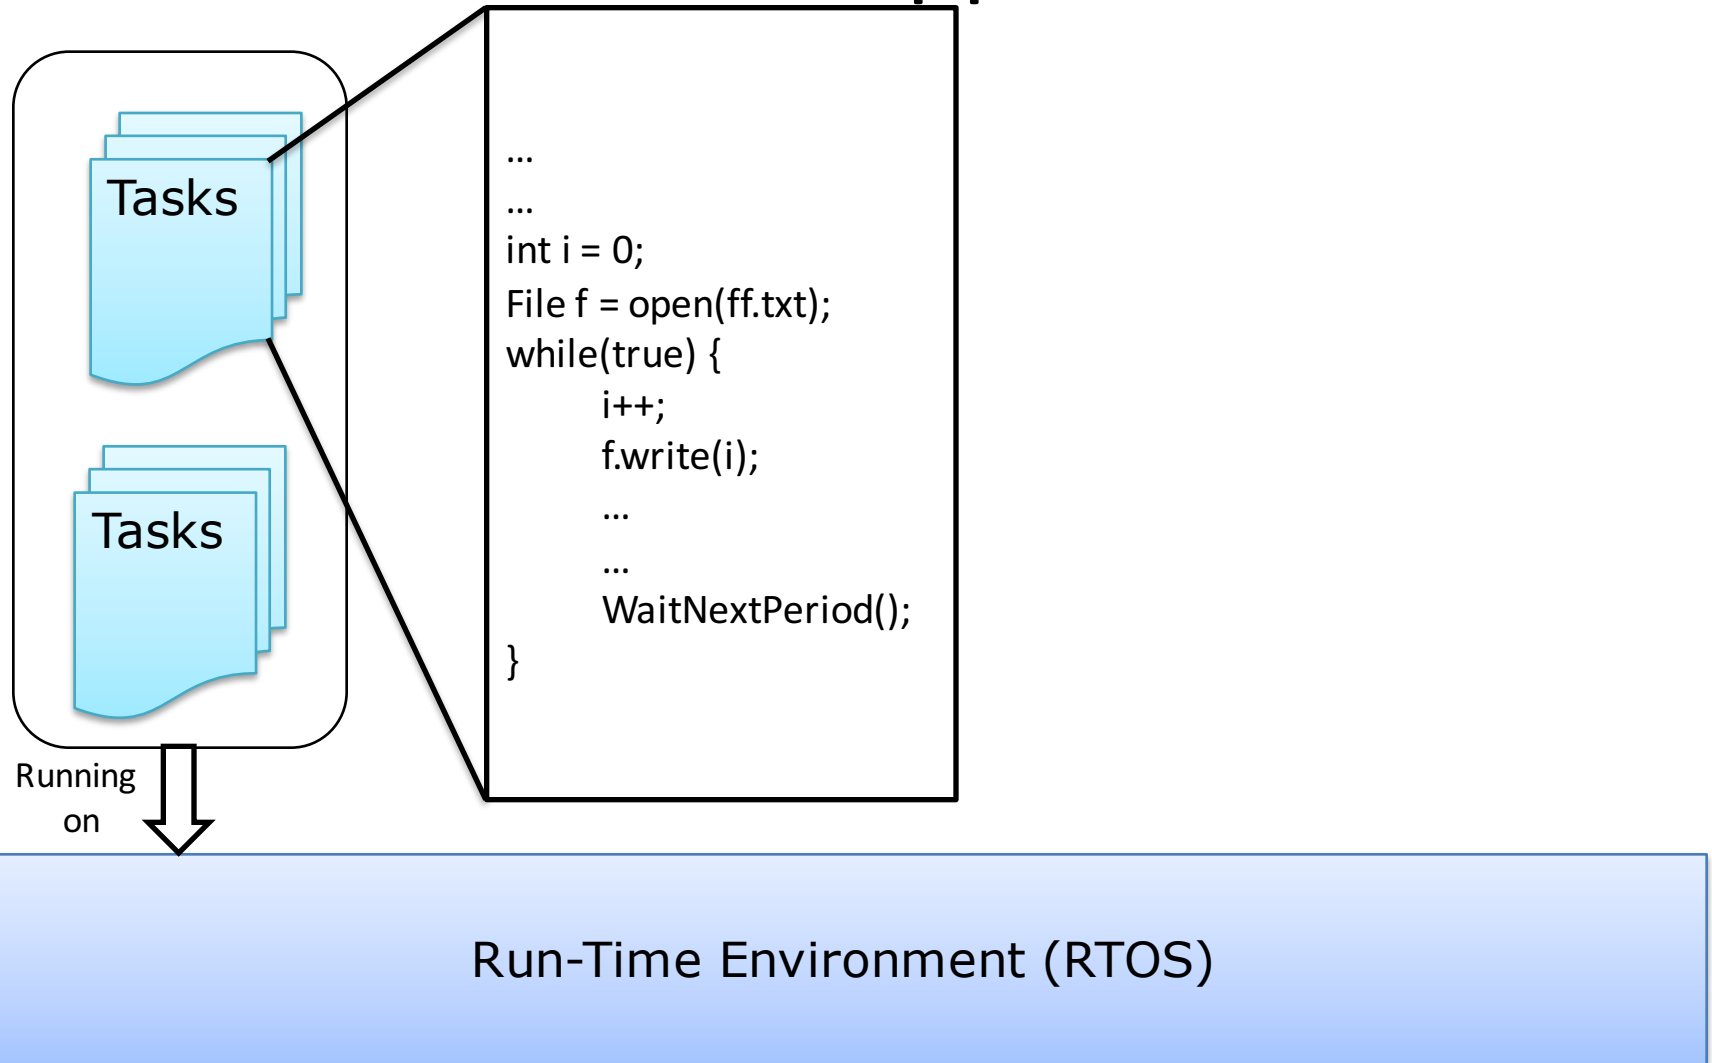 Tasks
Tasks
Running
on
...
...
int i = 0;
File f = open(ff.txt);
while(true) {
i++;
f.write(i);
...
...
WaitNextPeriod();
}
Run-Time Environment (RTOS)